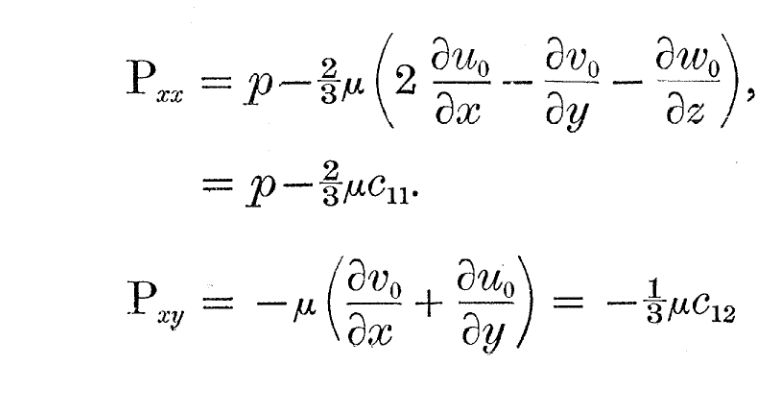 P_{xx} = p − ⅔μ (2 ∂u₀/∂x − ∂v₀/∂y − ∂w₀/∂z),
= p − ⅔μc₁₁.
P_{xy} = −μ (∂v₀/∂x + ∂u₀/∂y) = −⅓μc₁₂